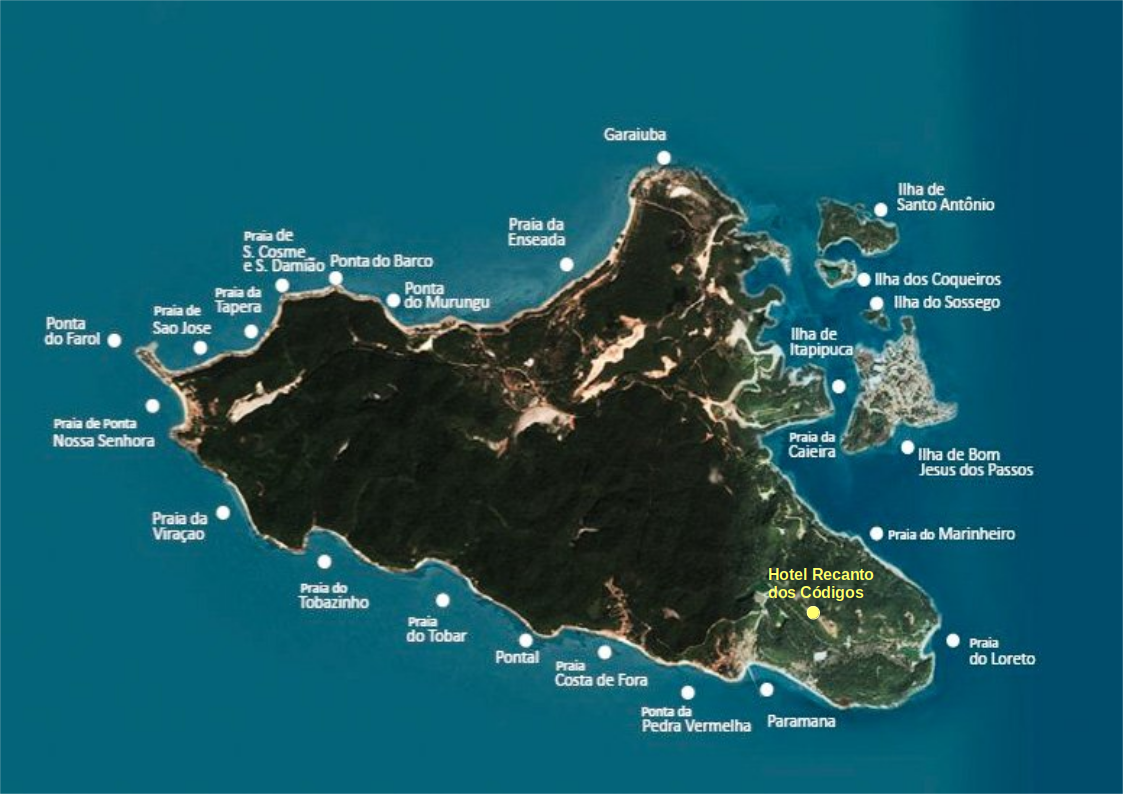 Garaiuba
Ilha de
Santo Antônio
Praia da
Enseada
Praia de
S. Cosme
e S. Damião
Ponta do Barco
Ilha dos Coqueiros
Ponta
do Murungu
Praia da
Tapera
Ilha do Sossego
Praia de
Sao Jose
Ponta
do Farol
Ilha de
Itapipuca
Praia de Ponta
Nossa Senhora
Praia da
Caieira
Ilha de Bom
Jesus dos Passos
Praia da
Viraçao
Praia do Marinheiro
Hotel Recanto
dos Códigos
Praia do
Tobazinho
Praia
do Tobar
Praia
do Loreto
Pontal
Praia
Costa de Fora
Ponta da
Pedra Vermelha
Paramana